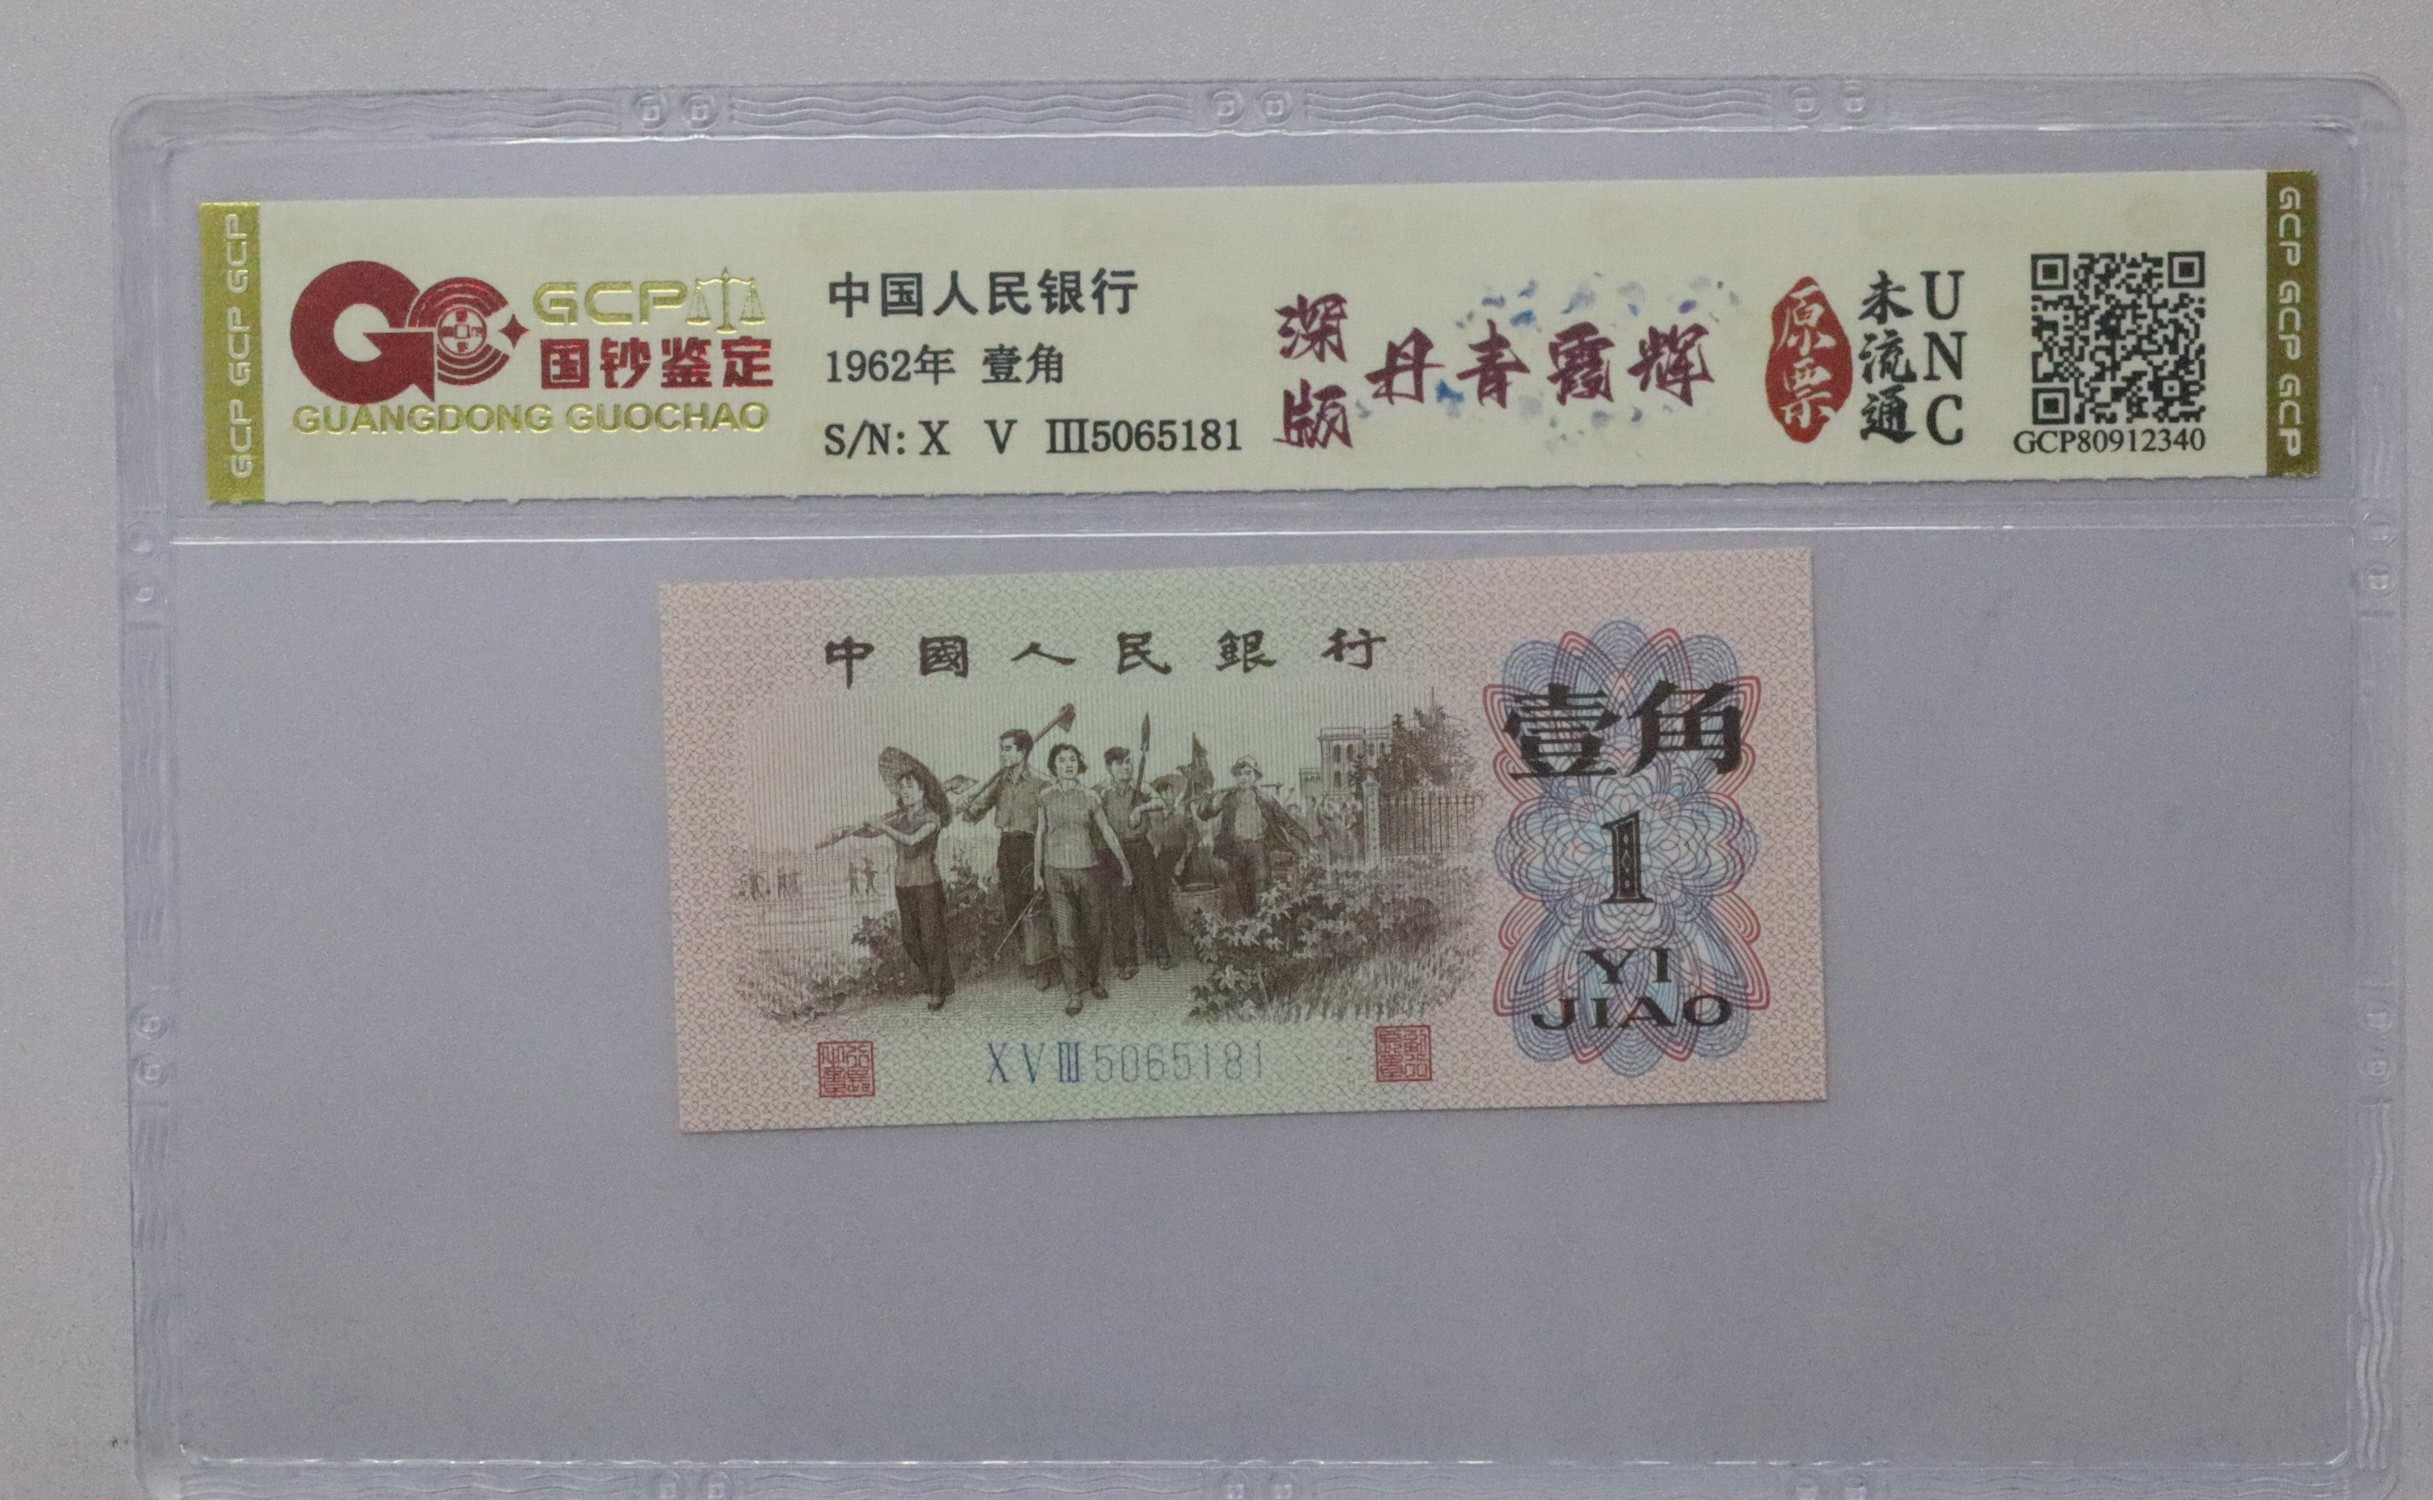 GCP GCP GCP
GCP
国钞鉴定
GUANGDONG GUOCHAO
中国人民银行
1962年 壹角
S/N: X V III5065181
深版
丹青霞辉
原票
未流通
UNC
GCP80912340
GCP GCP GCP
中國人民銀行
壹角
1
YI
JIAO
X V III 5065181